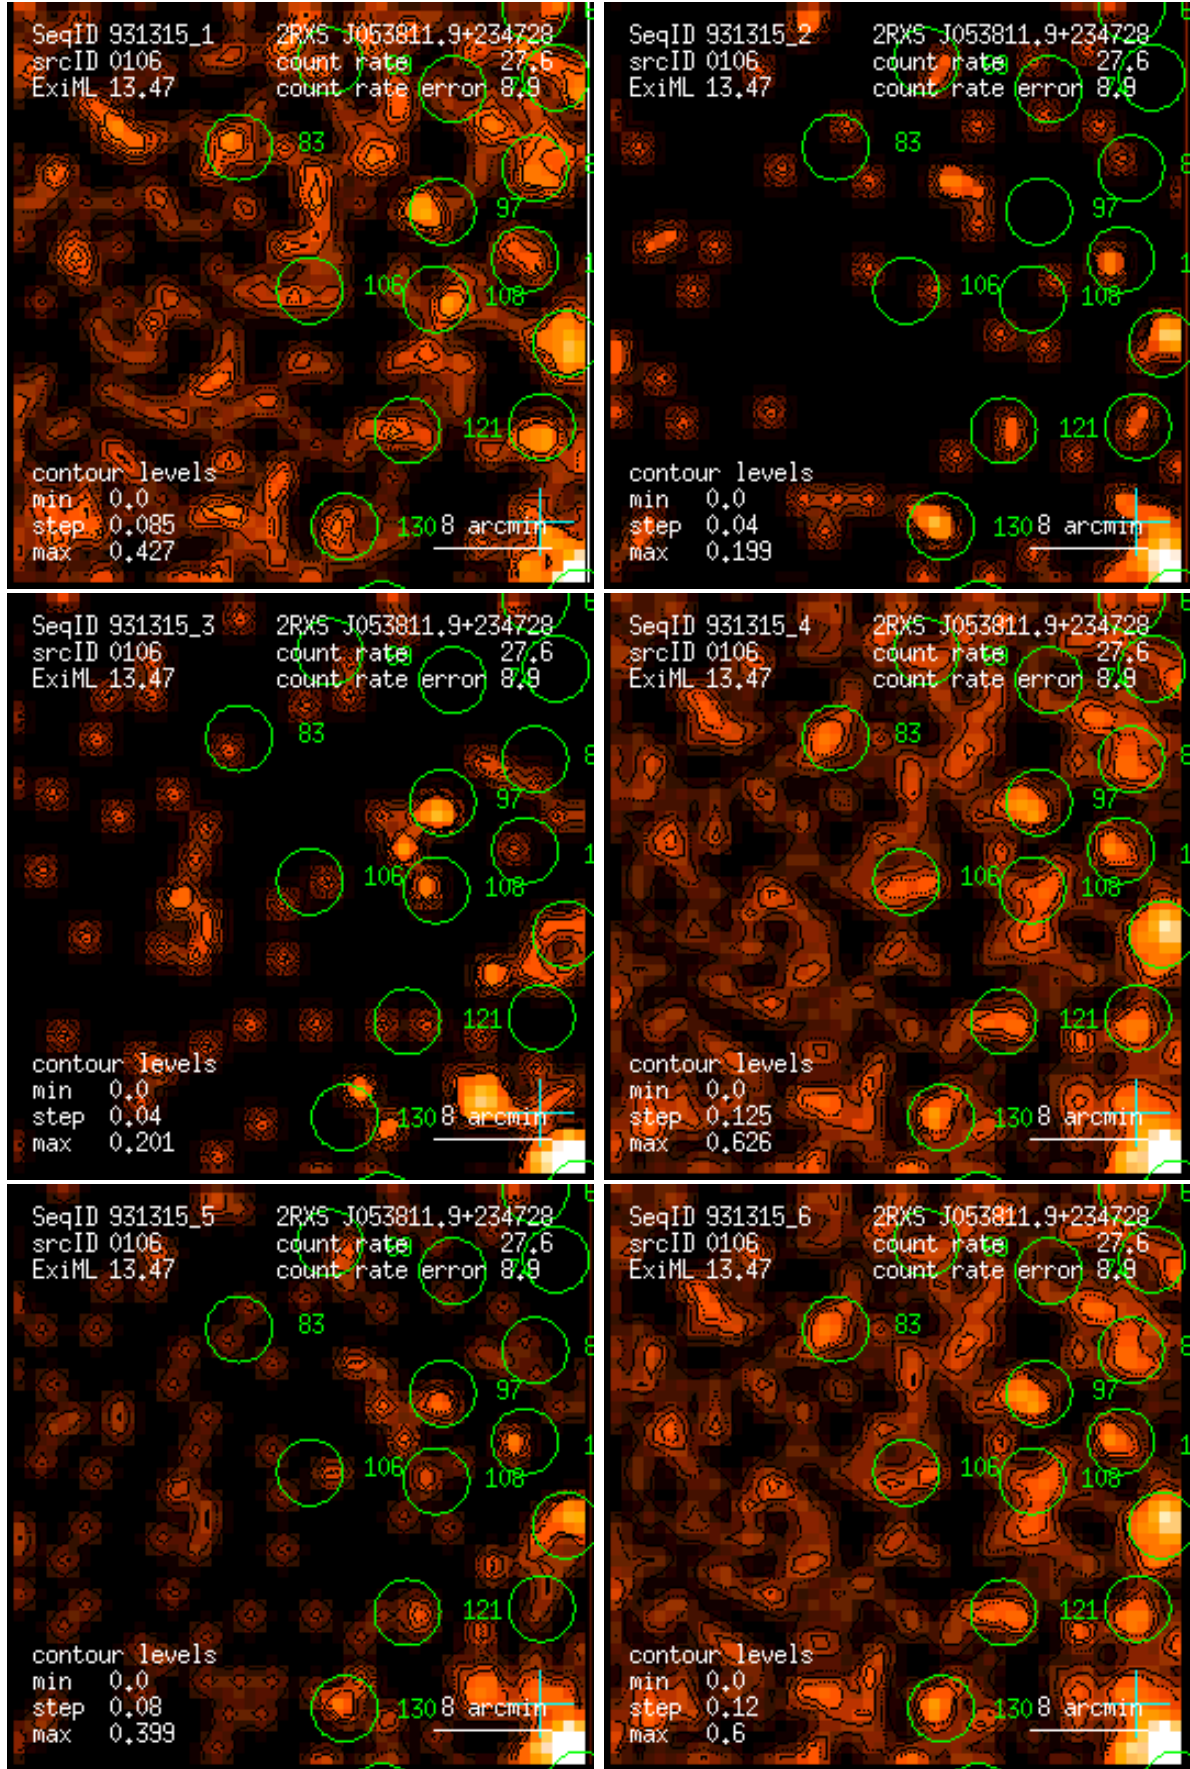 SeqID 931315_1 2RXS J053811.9+234728
srcID 0106 count rate 27.6
ExiML 13.47 count rate error 8.9
83
97
106 108
121
contour levels
min 0.0
step 0.085
max 0.427
130 8 arcmin
SeqID 931315_2 2RXS J053811.9+234728
srcID 0106 count rate 27.6
ExiML 13.47 count rate error 8.9
83
97
106 108
121
contour levels
min 0.0
step 0.04
max 0.199
130 8 arcmin
SeqID 931315_3 2RXS J053811.9+234728
srcID 0106 count rate 27.6
ExiML 13.47 count rate error 8.9
83
97
106 108
121
contour levels
min 0.0
step 0.04
max 0.201
130 8 arcmin
SeqID 931315_4 2RXS J053811.9+234728
srcID 0106 count rate 27.6
ExiML 13.47 count rate error 8.9
83
97
106 108
121
contour levels
min 0.0
step 0.125
max 0.626
130 8 arcmin
SeqID 931315_5 2RXS J053811.9+234728
srcID 0106 count rate 27.6
ExiML 13.47 count rate error 8.9
83
97
106 108
121
contour levels
min 0.0
step 0.08
max 0.399
130 8 arcmin
SeqID 931315_6 2RXS J053811.9+234728
srcID 0106 count rate 27.6
ExiML 13.47 count rate error 8.9
83
97
106 108
121
contour levels
min 0.0
step 0.12
max 0.6
130 8 arcmin